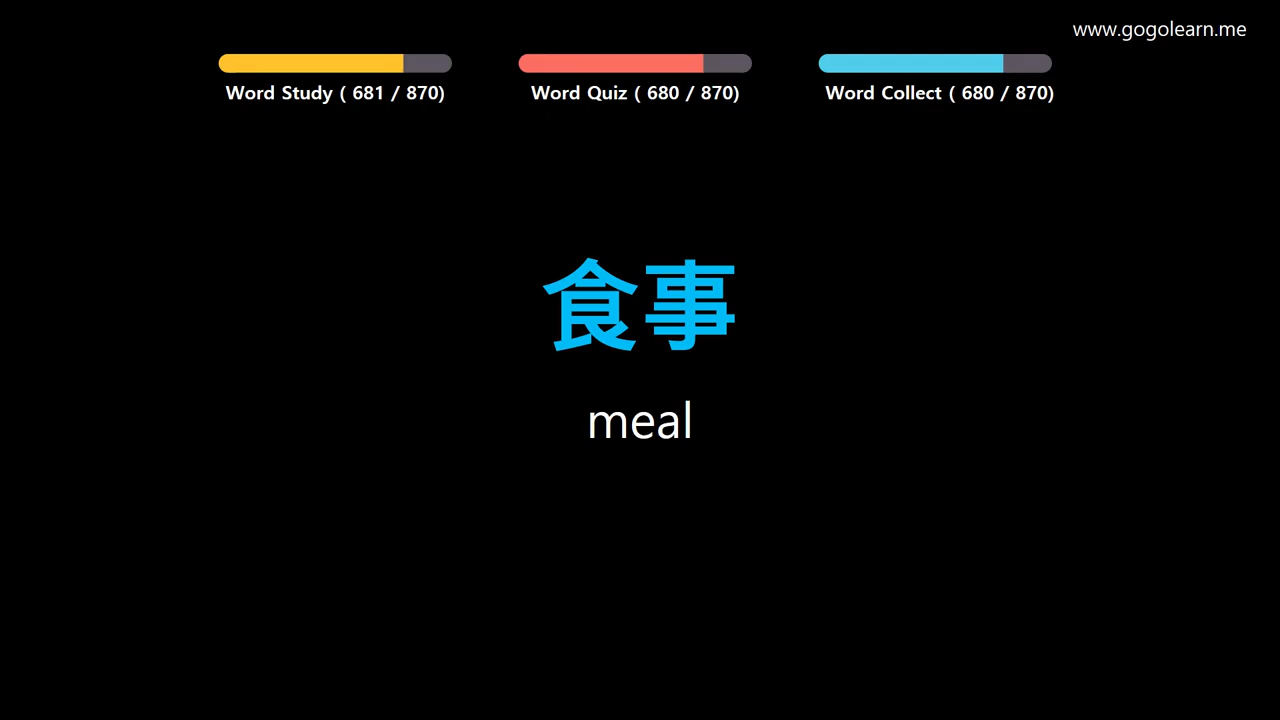 www.gogolearn.me
Word Study ( 681 / 870)
Word Quiz ( 680 / 870)
Word Collect ( 680 / 870)
食事
meal